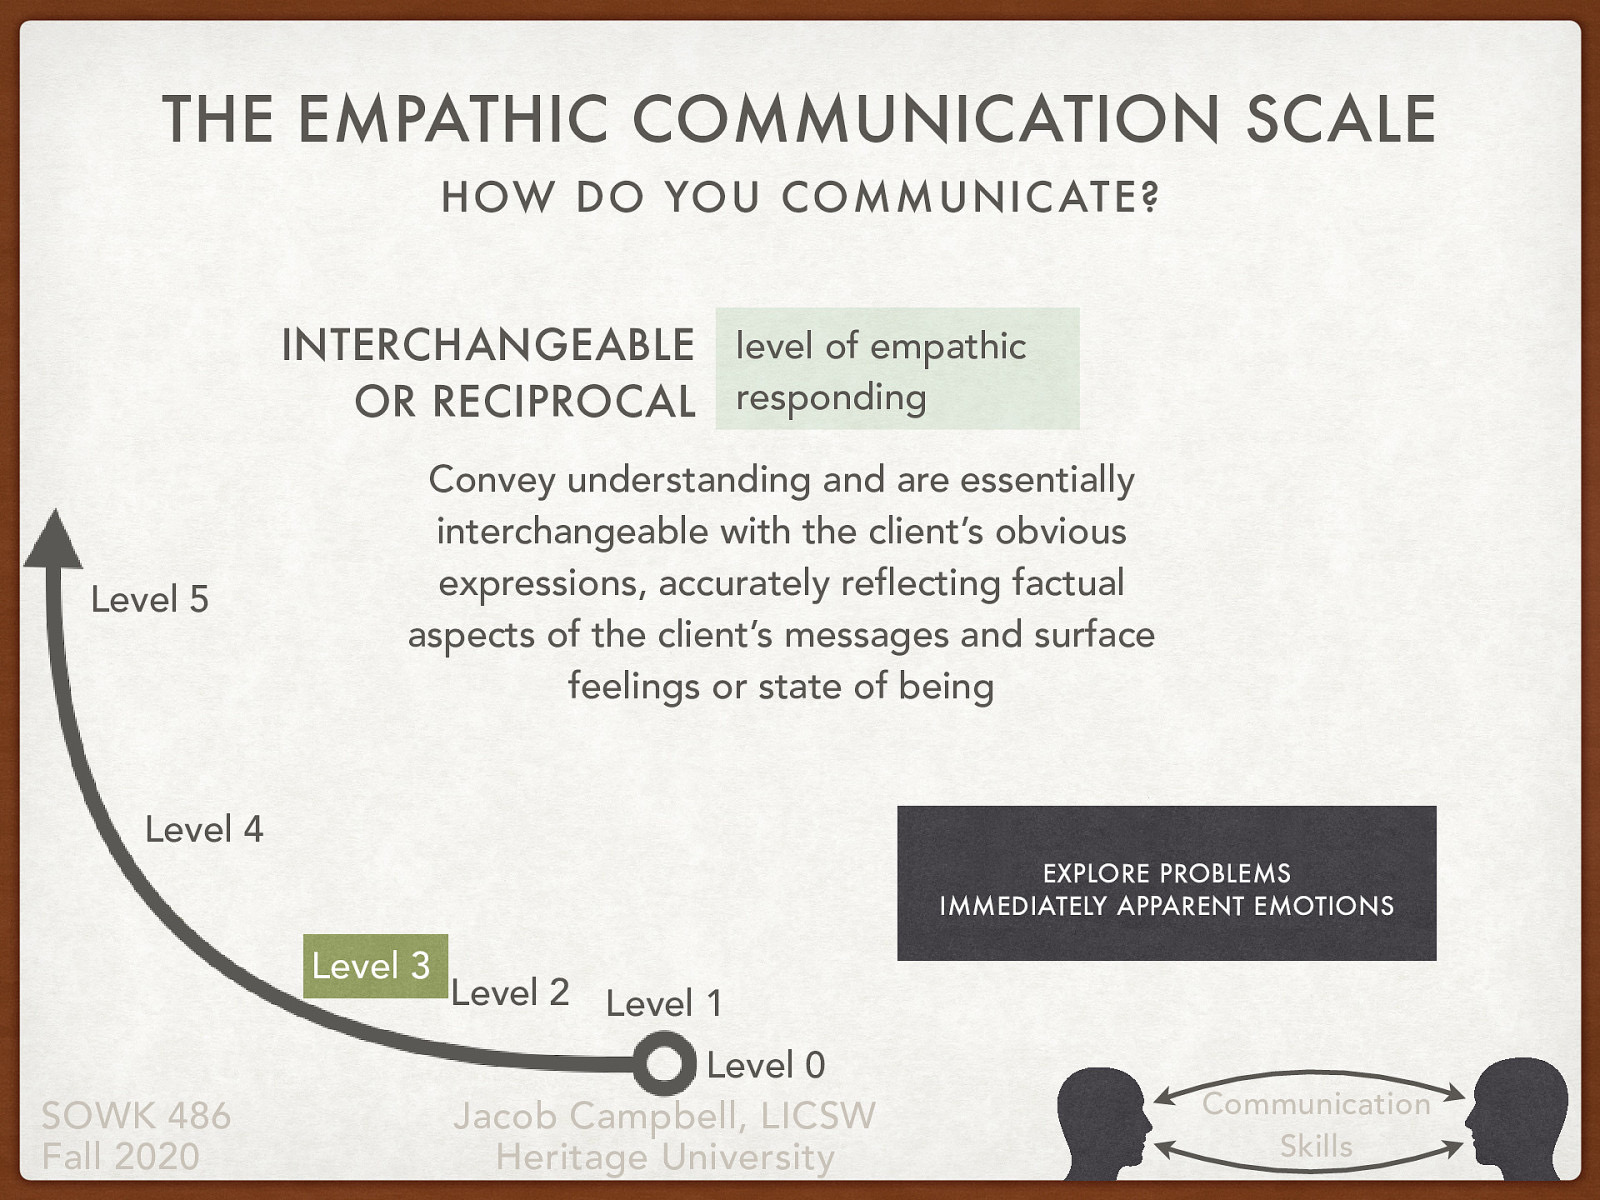 THE EMPATHIC COMMUNICATION SCALE
HOW DO YOU COMMUNICATE?
INTERCHANGEABLE
OR RECIPROCAL
level of empathic
responding
Convey understanding and are essentially
interchangeable with the client’s obvious
expressions, accurately reflecting factual
aspects of the client’s messages and surface
feelings or state of being
Level 5
Level 4
Level 3
Level 2
Level 1
Level 0
EXPLORE PROBLEMS
IMMEDIATELY APPARENT EMOTIONS
SOWK 486
Fall 2020
Jacob Campbell, LICSW
Heritage University
Communication
Skills